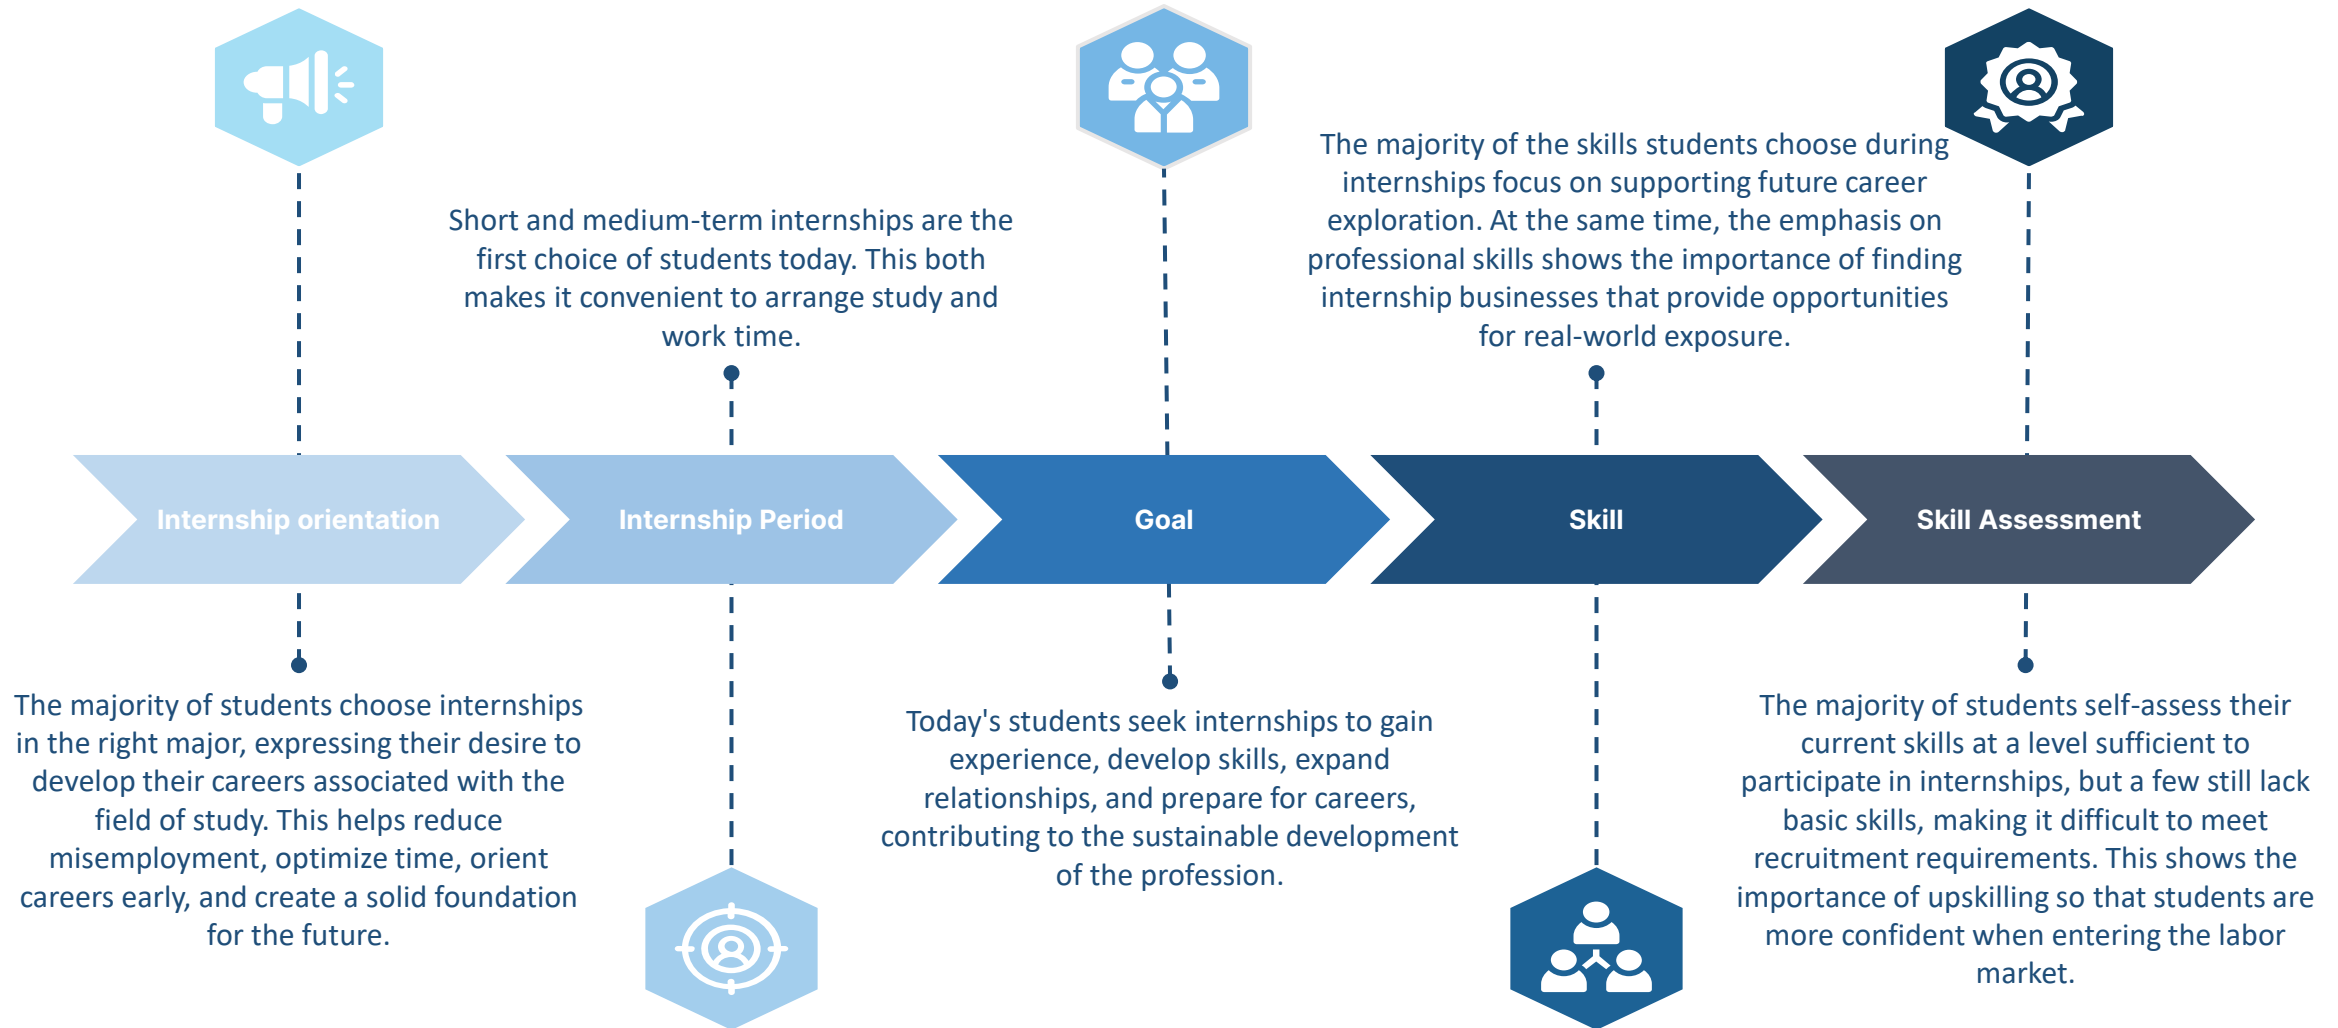 Short and medium-term internships are the
first choice of students today. This both
makes it convenient to arrange study and
work time.
The majority of the skills students choose during
internships focus on supporting future career
exploration. At the same time, the emphasis on
professional skills shows the importance of finding
internship businesses that provide opportunities
for real-world exposure.
Internship orientation
Internship Period
Goal
Skill
Skill Assessment
The majority of students choose internships
in the right major, expressing their desire to
develop their careers associated with the
field of study. This helps reduce
misemployment, optimize time, orient
careers early, and create a solid foundation
for the future.
Today's students seek internships to gain
experience, develop skills, expand
relationships, and prepare for careers,
contributing to the sustainable development
of the profession.
The majority of students self-assess their
current skills at a level sufficient to
participate in internships, but a few still lack
basic skills, making it difficult to meet
recruitment requirements. This shows the
importance of upskilling so that students are
more confident when entering the labor
market.